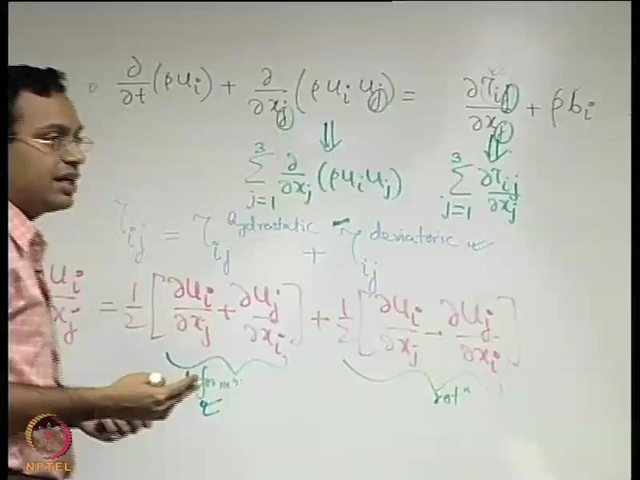 ∂/∂t (ρu_i) + ∂/∂x_j (ρu_i u_j) = ∂τ_ij/∂x_j + ρb_i
⇓ ⇓
Σ_{j=1}^{3} ∂/∂x_j (ρu_i u_j) Σ_{j=1}^{3} ∂τ_ij/∂x_j
τ_ij = τ_ij^hydrostatic + τ_ij^deviatoric
u_i/x_j = 1/2 [∂u_i/∂x_j + ∂u_j/∂x_i] + 1/2 [∂u_i/∂x_j − ∂u_j/∂x_i]
rotⁿ
NPTEL